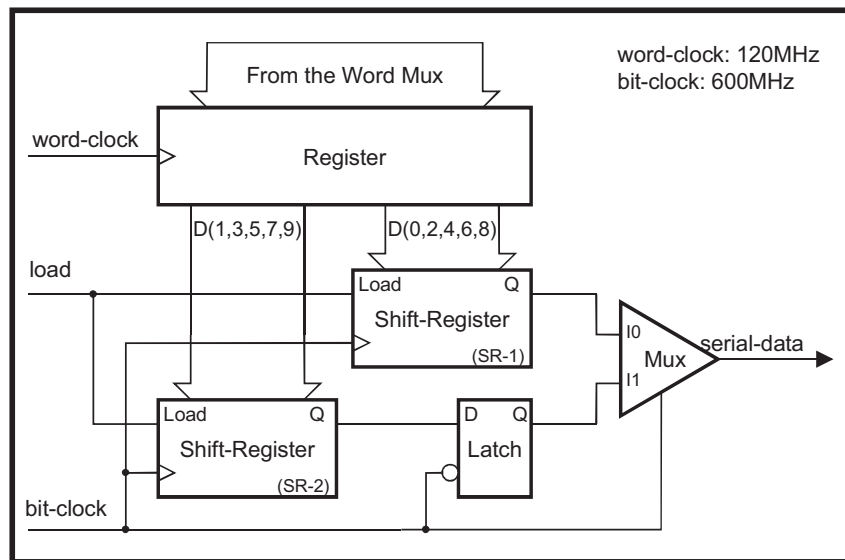 From the Word Mux
word-clock: 120MHz
bit-clock: 600MHz
word-clock
Register
D(1,3,5,7,9)
D(0,2,4,6,8)
load
Load
Q
Shift-Register
(SR-1)
I0
I1
Mux
serial-data
Load
Q
Shift-Register
(SR-2)
D
Q
Latch
bit-clock